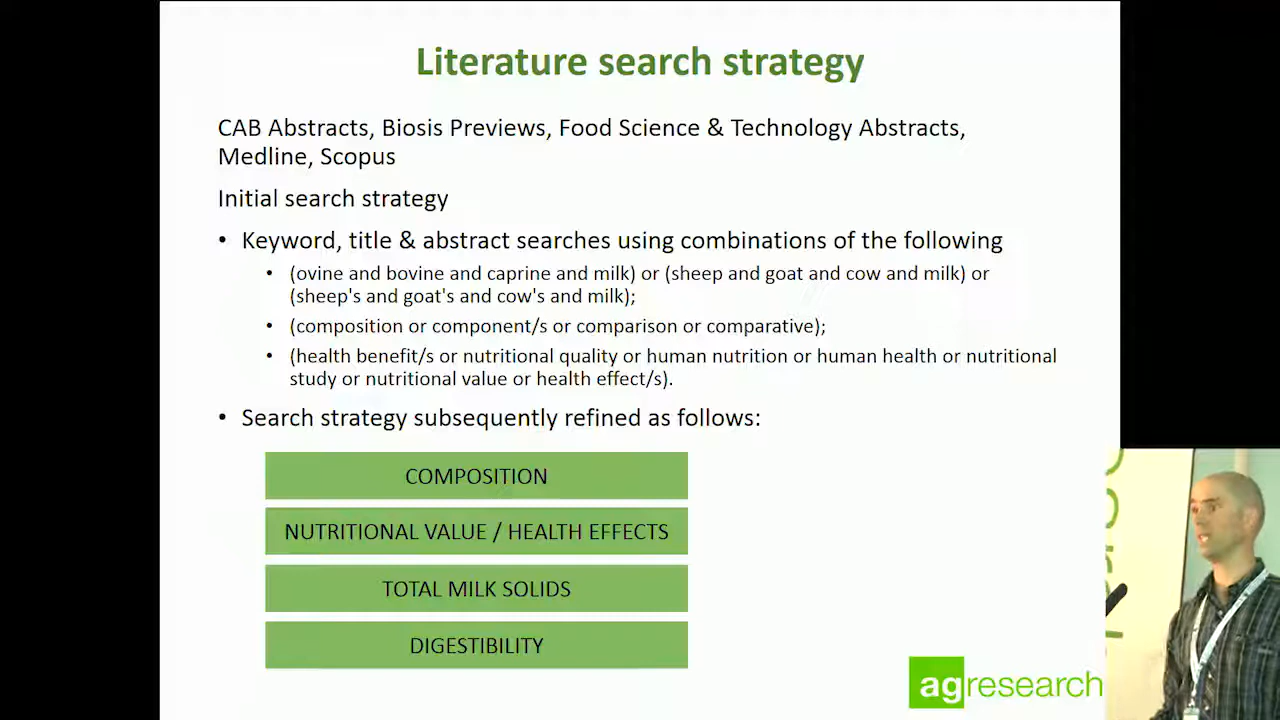 Literature search strategy
CAB Abstracts, Biosis Previews, Food Science & Technology Abstracts,
Medline, Scopus
Initial search strategy
• Keyword, title & abstract searches using combinations of the following
• (ovine and bovine and caprine and milk) or (sheep and goat and cow and milk) or
(sheep's and goat's and cow's and milk);
• (composition or component/s or comparison or comparative);
• (health benefit/s or nutritional quality or human nutrition or human health or nutritional
study or nutritional value or health effect/s).
• Search strategy subsequently refined as follows:
COMPOSITION
NUTRITIONAL VALUE / HEALTH EFFECTS
TOTAL MILK SOLIDS
DIGESTIBILITY
agresearch